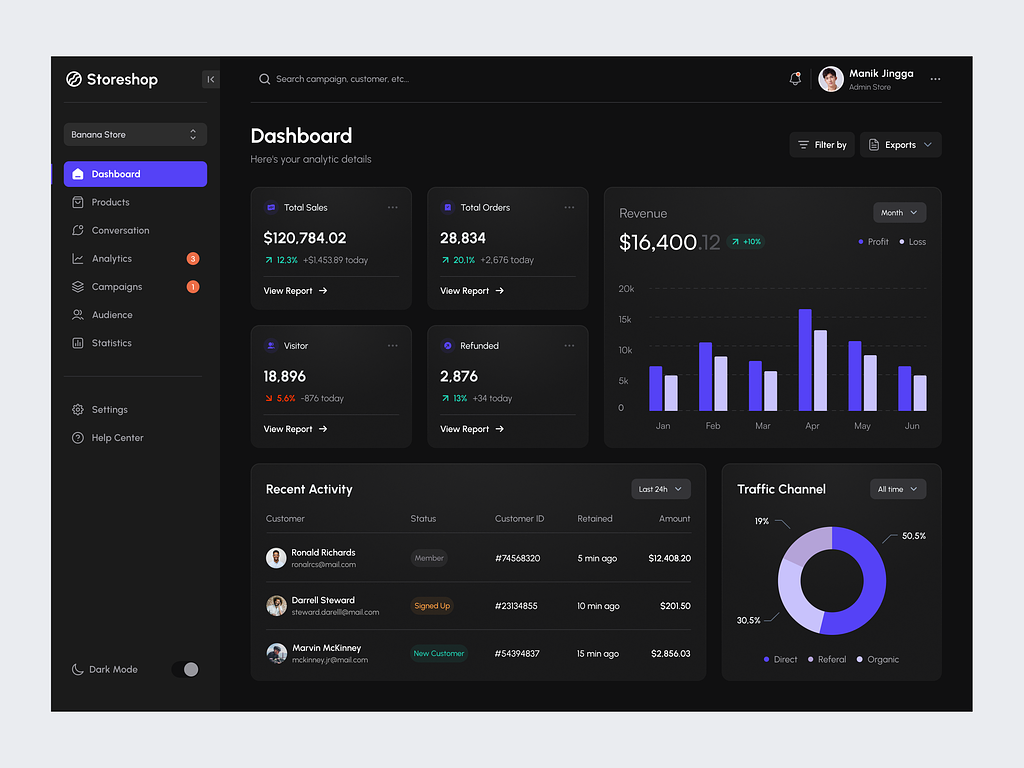 Storeshop
Search campaign, customer, etc...
Manik Jingga
Admin Store
Banana Store
Dashboard
Products
Conversation
Analytics 3
Campaigns 1
Audience
Statistics
Settings
Help Center
Dark Mode
Dashboard
Here's your analytic details
Filter by
Exports
Total Sales
$120,784.02
12.3% +$1,453.89 today
View Report
Total Orders
28,834
20.1% +2,676 today
View Report
Visitor
18,896
5.6% -876 today
View Report
Refunded
2,876
13% +34 today
View Report
Revenue
Month
$16,400.12 +10%
Profit Loss
20k
15k
10k
5k
0
Jan Feb Mar Apr May Jun
Recent Activity
Last 24h
Customer Status Customer ID Retained Amount
Ronald Richards
ronalrcs@mail.com
Member #74568320 5 min ago $12,408.20
Darrell Steward
steward.darelll@mail.com
Signed Up #23134855 10 min ago $201.50
Marvin McKinney
mckinney.jr@mail.com
New Customer #54394837 15 min ago $2,856.03
Traffic Channel
All time
19%
50.5%
30.5%
Direct Referal Organic